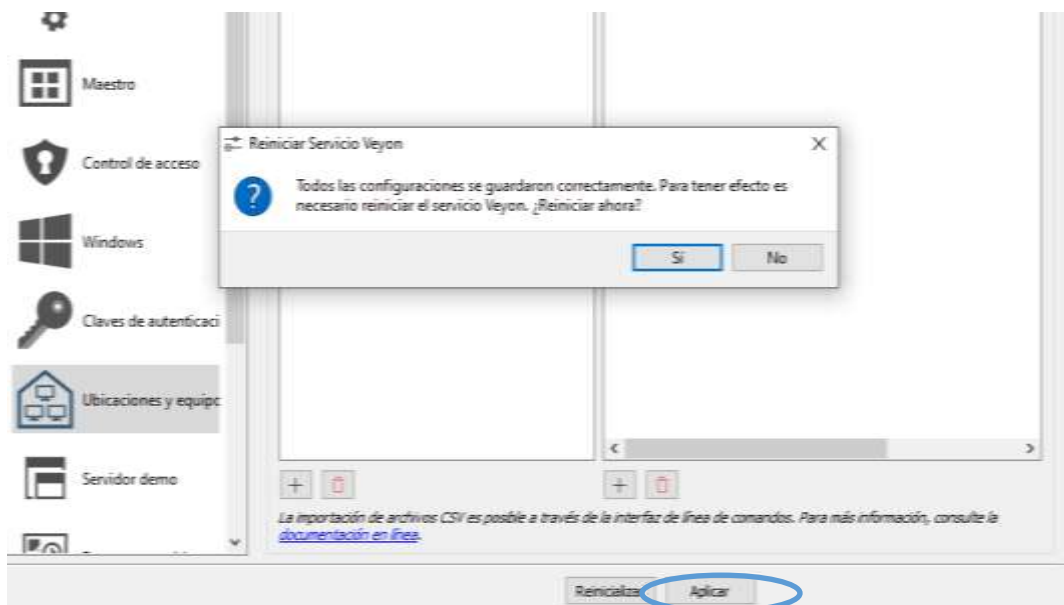 Maestro
Reiniciar Servicio Veyon
Control de acceso
Todos las configuraciones se guardaron correctamente. Para tener efecto es
necesario reiniciar el servicio Veyon. ¿Reiniciar ahora?
Windows
Sí
No
Claves de autenticaci
Ubicaciones y equipc
Servidor demo
La importación de archivos CSV es posible a través de la interfaz de línea de comandos. Para más información, consulte la
documentación en línea.
Reinicializar
Aplicar